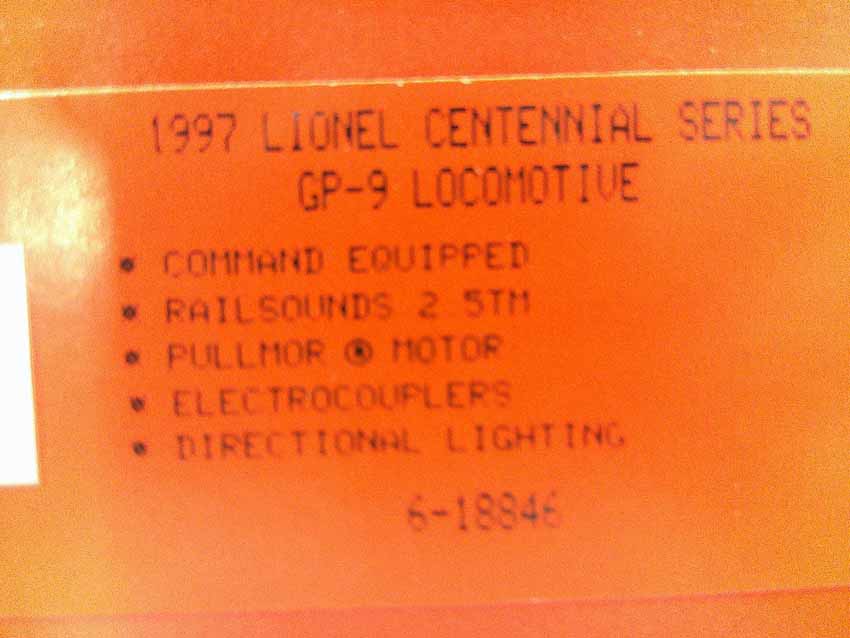 1997 LIONEL CENTENNIAL SERIES
GP-9 LOCOMOTIVE
• COMMAND EQUIPPED
• RAILSOUNDS 2.5TM
• PULLMOR ® MOTOR
• ELECTROCOUPLERS
• DIRECTIONAL LIGHTING
6-18846